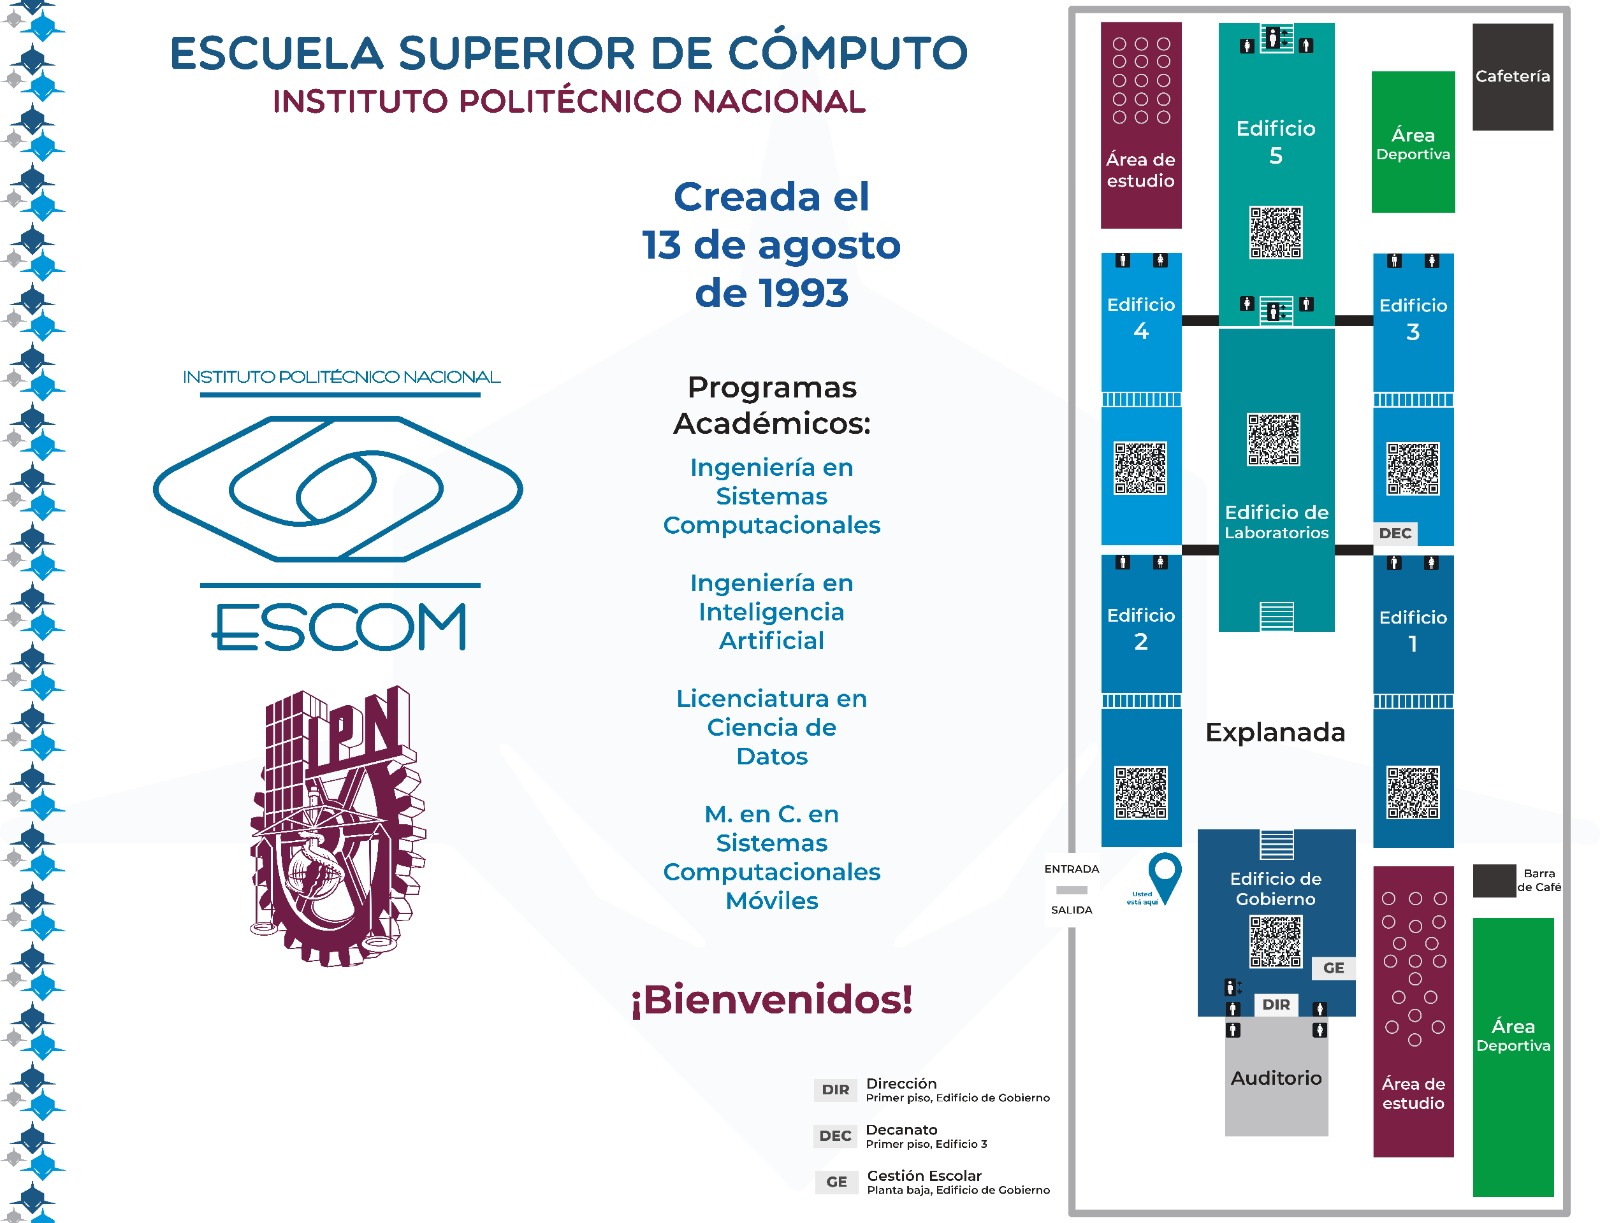 ESCUELA SUPERIOR DE CÓMPUTO
INSTITUTO POLITÉCNICO NACIONAL
Creada el
13 de agosto
de 1993
INSTITUTO POLITÉCNICO NACIONAL
ESCOM
IPN
Programas
Académicos:
Ingeniería en
Sistemas
Computacionales
Ingeniería en
Inteligencia
Artificial
Licenciatura en
Ciencia de
Datos
M. en C. en
Sistemas
Computacionales
Móviles
¡Bienvenidos!
DIR
Dirección
Primer piso, Edificio de Gobierno
DEC
Decanato
Primer piso, Edificio 3
GE
Gestión Escolar
Planta baja, Edificio de Gobierno
Área de
estudio
Edificio
5
Área
Deportiva
Cafetería
Edificio
4
Edificio
3
Edificio de
Laboratorios
DEC
Edificio
2
Edificio
1
Explanada
ENTRADA
SALIDA
Usted
está aquí
Edificio de
Gobierno
GE
DIR
Auditorio
Barra
de Café
Área de
estudio
Área
Deportiva